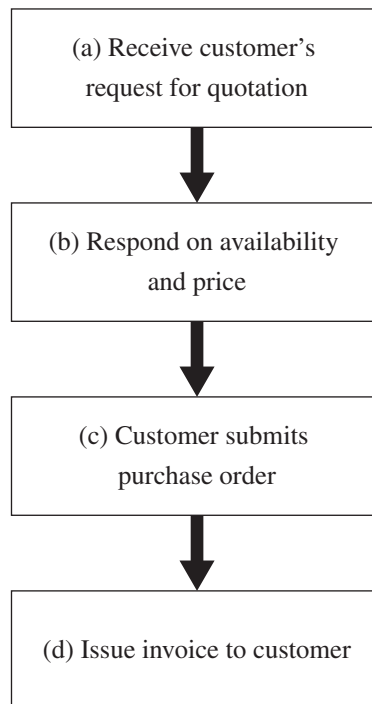 (a) Receive customer’s
request for quotation
(b) Respond on availability
and price
(c) Customer submits
purchase order
(d) Issue invoice to customer